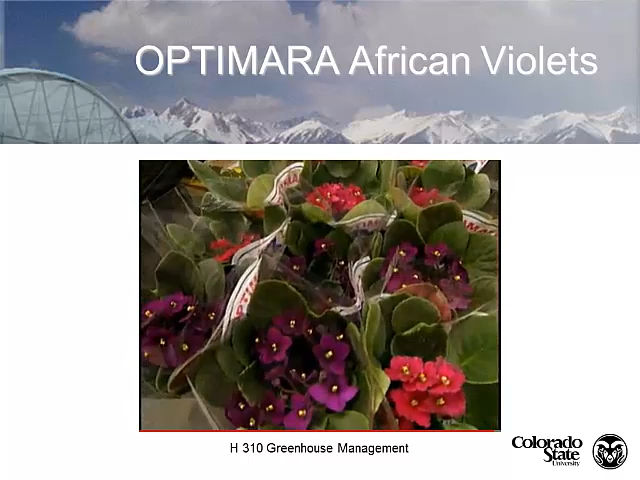 OPTIMARA African Violets
H 310 Greenhouse Management
Colorado
State
University